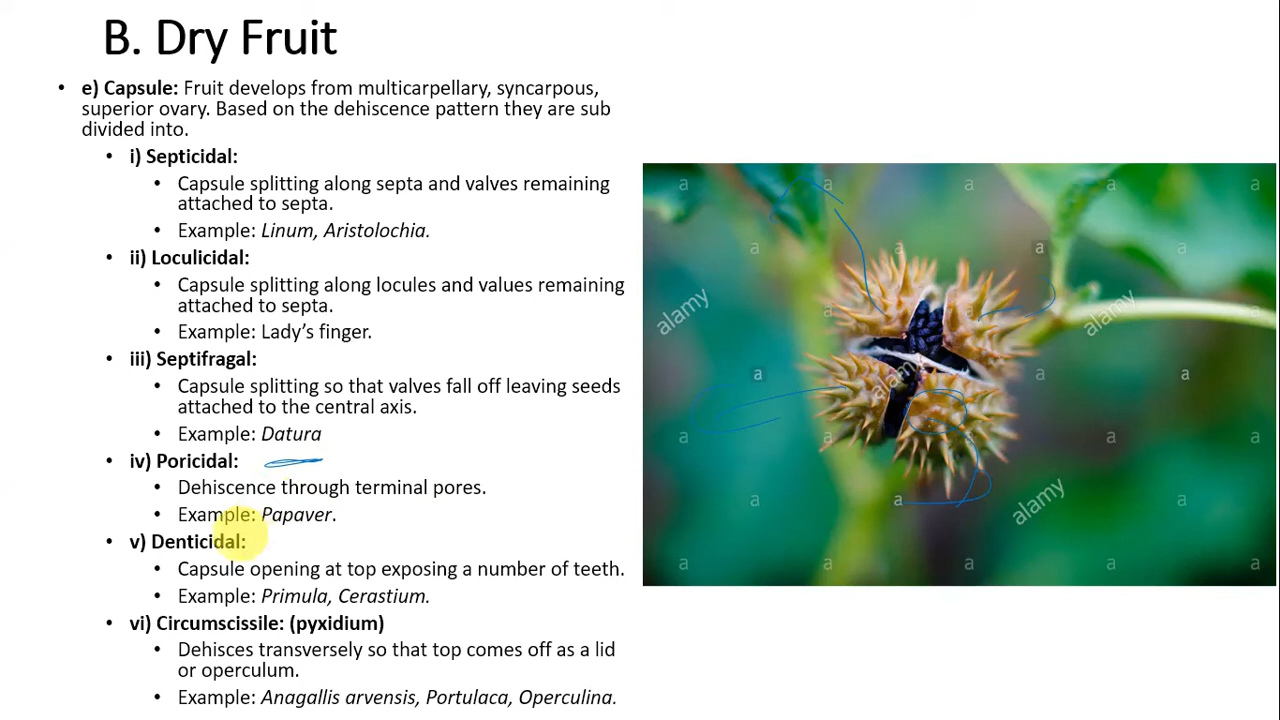 B. Dry Fruit
• e) Capsule: Fruit develops from multicarpellary, syncarpous,
superior ovary. Based on the dehiscence pattern they are sub
divided into.
• i) Septicidal:
• Capsule splitting along septa and valves remaining
attached to septa.
• Example: Linum, Aristolochia.
• ii) Loculicidal:
• Capsule splitting along locules and values remaining
attached to septa.
• Example: Lady’s finger.
• iii) Septifragal:
• Capsule splitting so that valves fall off leaving seeds
attached to the central axis.
• Example: Datura
• iv) Poricidal:
• Dehiscence through terminal pores.
• Example: Papaver.
• v) Denticidal:
• Capsule opening at top exposing a number of teeth.
• Example: Primula, Cerastium.
• vi) Circumscissile: (pyxidium)
• Dehisces transversely so that top comes off as a lid
or operculum.
• Example: Anagallis arvensis, Portulaca, Operculina.
a a a a a
a a a
alamy alamy
a a a
alamy
a a a a
a a a
alamy
a a a a a